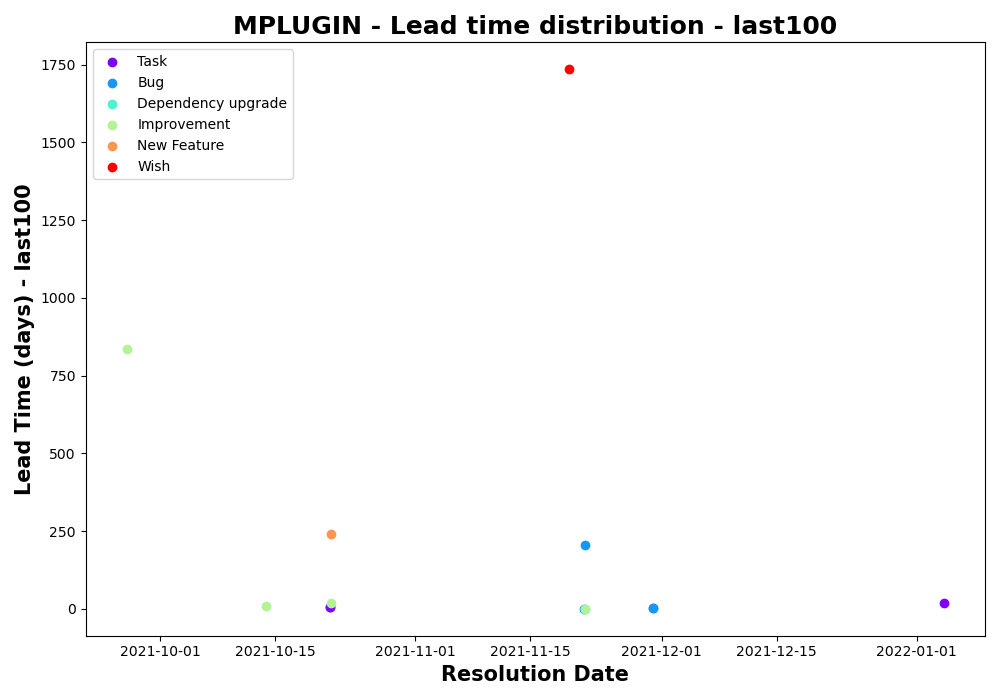 MPLUGIN - Lead time distribution - last100
Task
Bug
Dependency upgrade
Improvement
New Feature
Wish
Lead Time (days) - last100
1750
1500
1250
1000
750
500
250
0
2021-10-01
2021-10-15
2021-11-01
2021-11-15
2021-12-01
2021-12-15
2022-01-01
Resolution Date